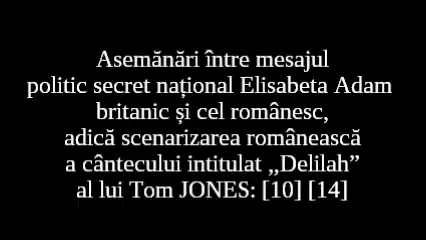 Asemănări între mesajul
politic secret național Elisabeta Adam
britanic și cel românesc,
adică scenarizarea românească
a cântecului intitulat „Delilah”
al lui Tom JONES: [10] [14]